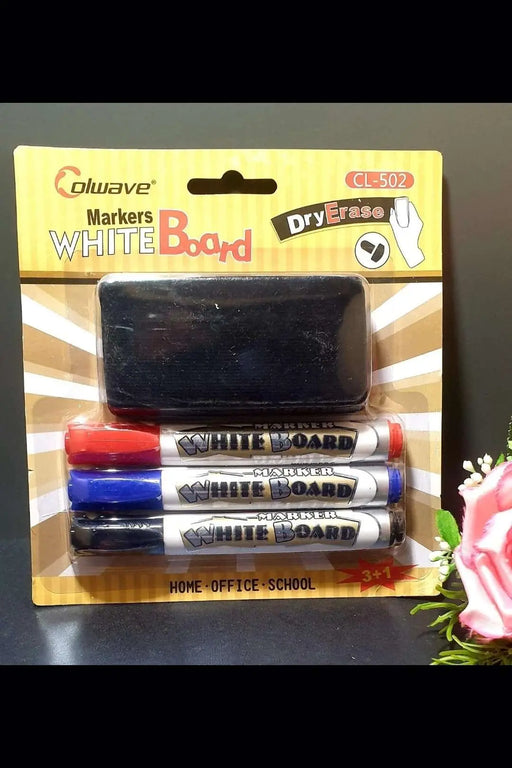 Colwave®
CL-502
Markers
WHITE Board
Dry Erase
MARKER
WHITE BOARD
MARKER
WHITE BOARD
MARKER
WHITE BOARD
HOME · OFFICE · SCHOOL
3+1